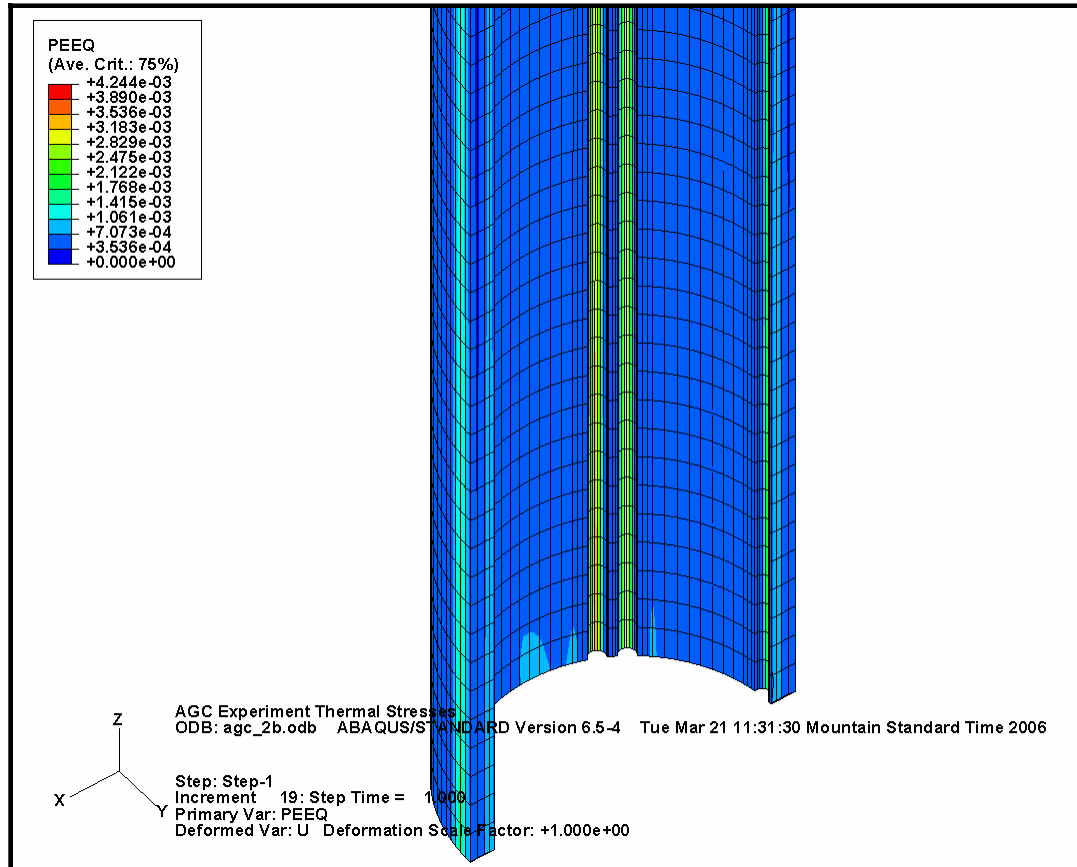 PEEQ
(Ave. Crit.: 75%)
+4.244e-03
+3.890e-03
+3.536e-03
+3.183e-03
+2.829e-03
+2.475e-03
+2.122e-03
+1.768e-03
+1.415e-03
+1.061e-03
+7.073e-04
+3.536e-04
+0.000e+00
AGC Experiment Thermal Stresses
ODB: agc_2b.odb ABAQUS/STANDARD Version 6.5-4 Tue Mar 21 11:31:30 Mountain Standard Time 2006
Z
X
Y
Step: Step-1
Increment 19: Step Time = 1.000
Primary Var: PEEQ
Deformed Var: U Deformation Scale Factor: +1.000e+00